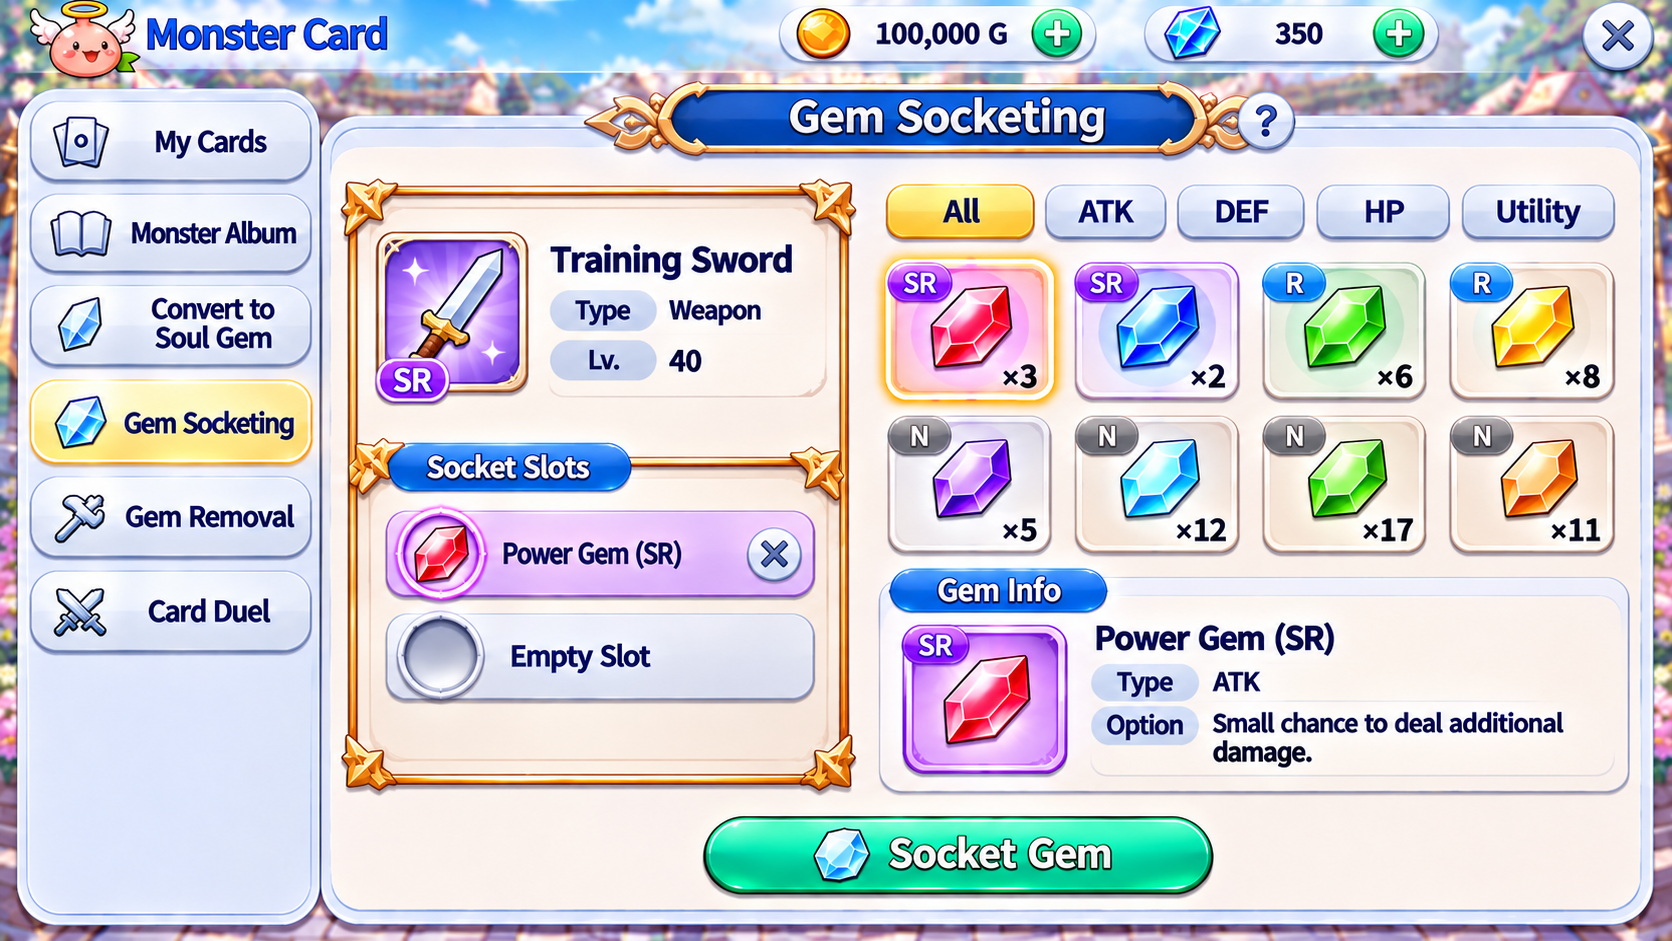 Monster Card
100,000 G
350
My Cards
Monster Album
Convert to
Soul Gem
Gem Socketing
Gem Removal
Card Duel
Gem Socketing
?
Training Sword
Type Weapon
Lv. 40
SR
Socket Slots
Power Gem (SR)
Empty Slot
All ATK DEF HP Utility
SR ×3
SR ×2
R ×6
R ×8
N ×5
N ×12
N ×17
N ×11
Gem Info
SR
Power Gem (SR)
Type ATK
Option Small chance to deal additional
damage.
Socket Gem